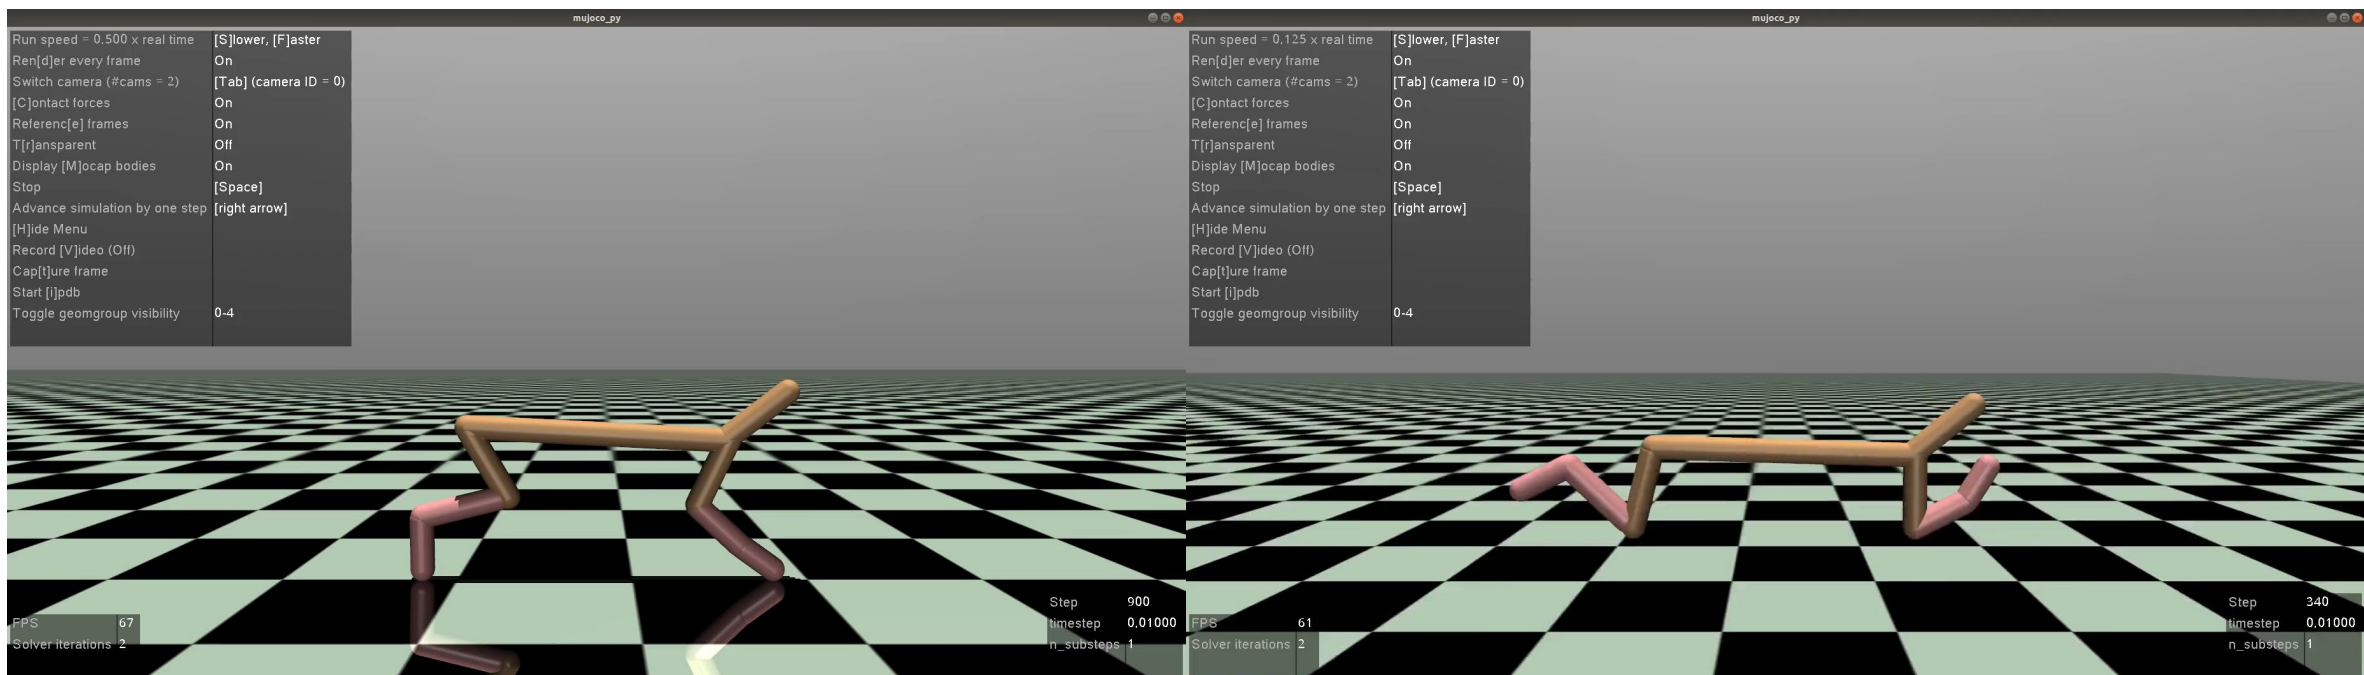 mujoco_py
Run speed = 0.500 x real time [S]lower, [F]aster
Ren[d]er every frame On
Switch camera (#cams = 2) [Tab] (camera ID = 0)
[C]ontact forces On
Referenc[e] frames On
T[r]ansparent Off
Display [M]ocap bodies On
Stop [Space]
Advance simulation by one step [right arrow]
[H]ide Menu
Record [V]ideo (Off)
Cap[t]ure frame
Start [i]pdb
Toggle geomgroup visibility 0-4
FPS 67
Solver iterations 2
Step 900
timestep 0.01000
n_substeps 1
mujoco_py
Run speed = 0.125 x real time [S]lower, [F]aster
Ren[d]er every frame On
Switch camera (#cams = 2) [Tab] (camera ID = 0)
[C]ontact forces On
Referenc[e] frames On
T[r]ansparent Off
Display [M]ocap bodies On
Stop [Space]
Advance simulation by one step [right arrow]
[H]ide Menu
Record [V]ideo (Off)
Cap[t]ure frame
Start [i]pdb
Toggle geomgroup visibility 0-4
FPS 61
Solver iterations 2
Step 340
timestep 0.01000
n_substeps 1